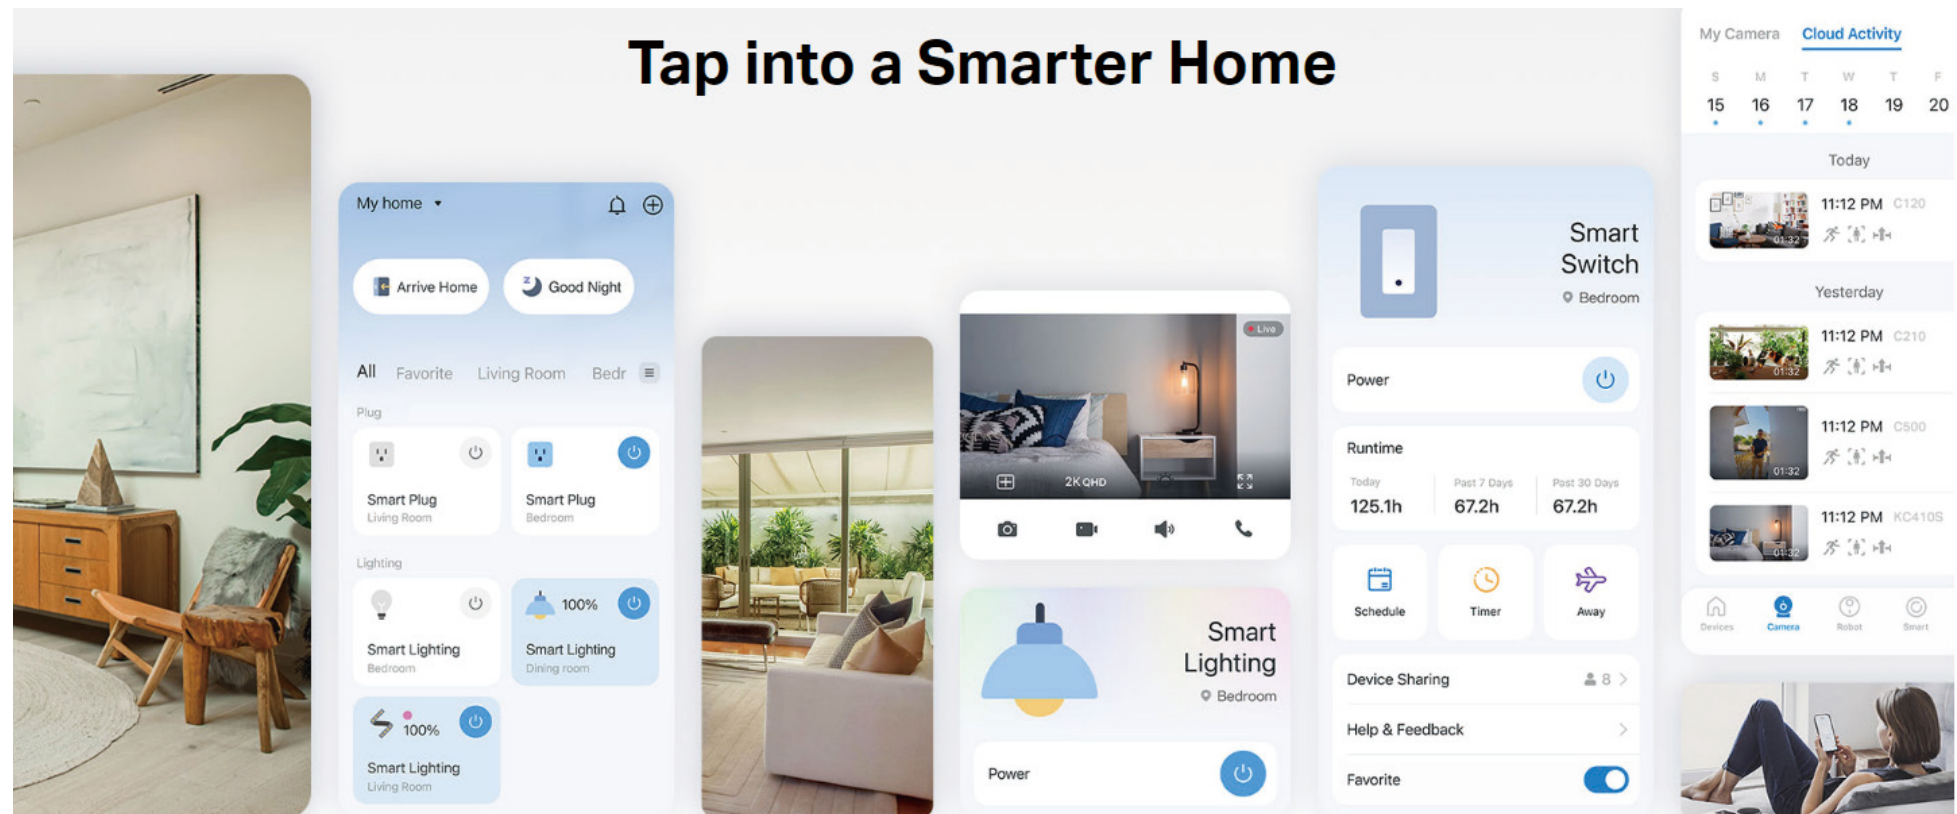 Tap into a Smarter Home
My home
Arrive Home
Good Night
All Favorite Living Room Bedr
Plug
Smart Plug
Living Room
Smart Plug
Bedroom
Lighting
Smart Lighting
Bedroom
100%
Smart Lighting
Dining room
100%
Smart Lighting
Living Room
Live
2K QHD
Smart
Lighting
Bedroom
Power
Smart
Switch
Bedroom
Power
Runtime
Today Past 7 Days Past 30 Days
125.1h 67.2h 67.2h
Schedule Timer Away
Device Sharing 8
Help & Feedback
Favorite
My Camera Cloud Activity
S M T W T F
15 16 17 18 19 20
Today
11:12 PM C120
01:32
Yesterday
11:12 PM C210
01:32
11:12 PM C500
01:32
11:12 PM KC410S
01:32
Devices Camera Robot Smart